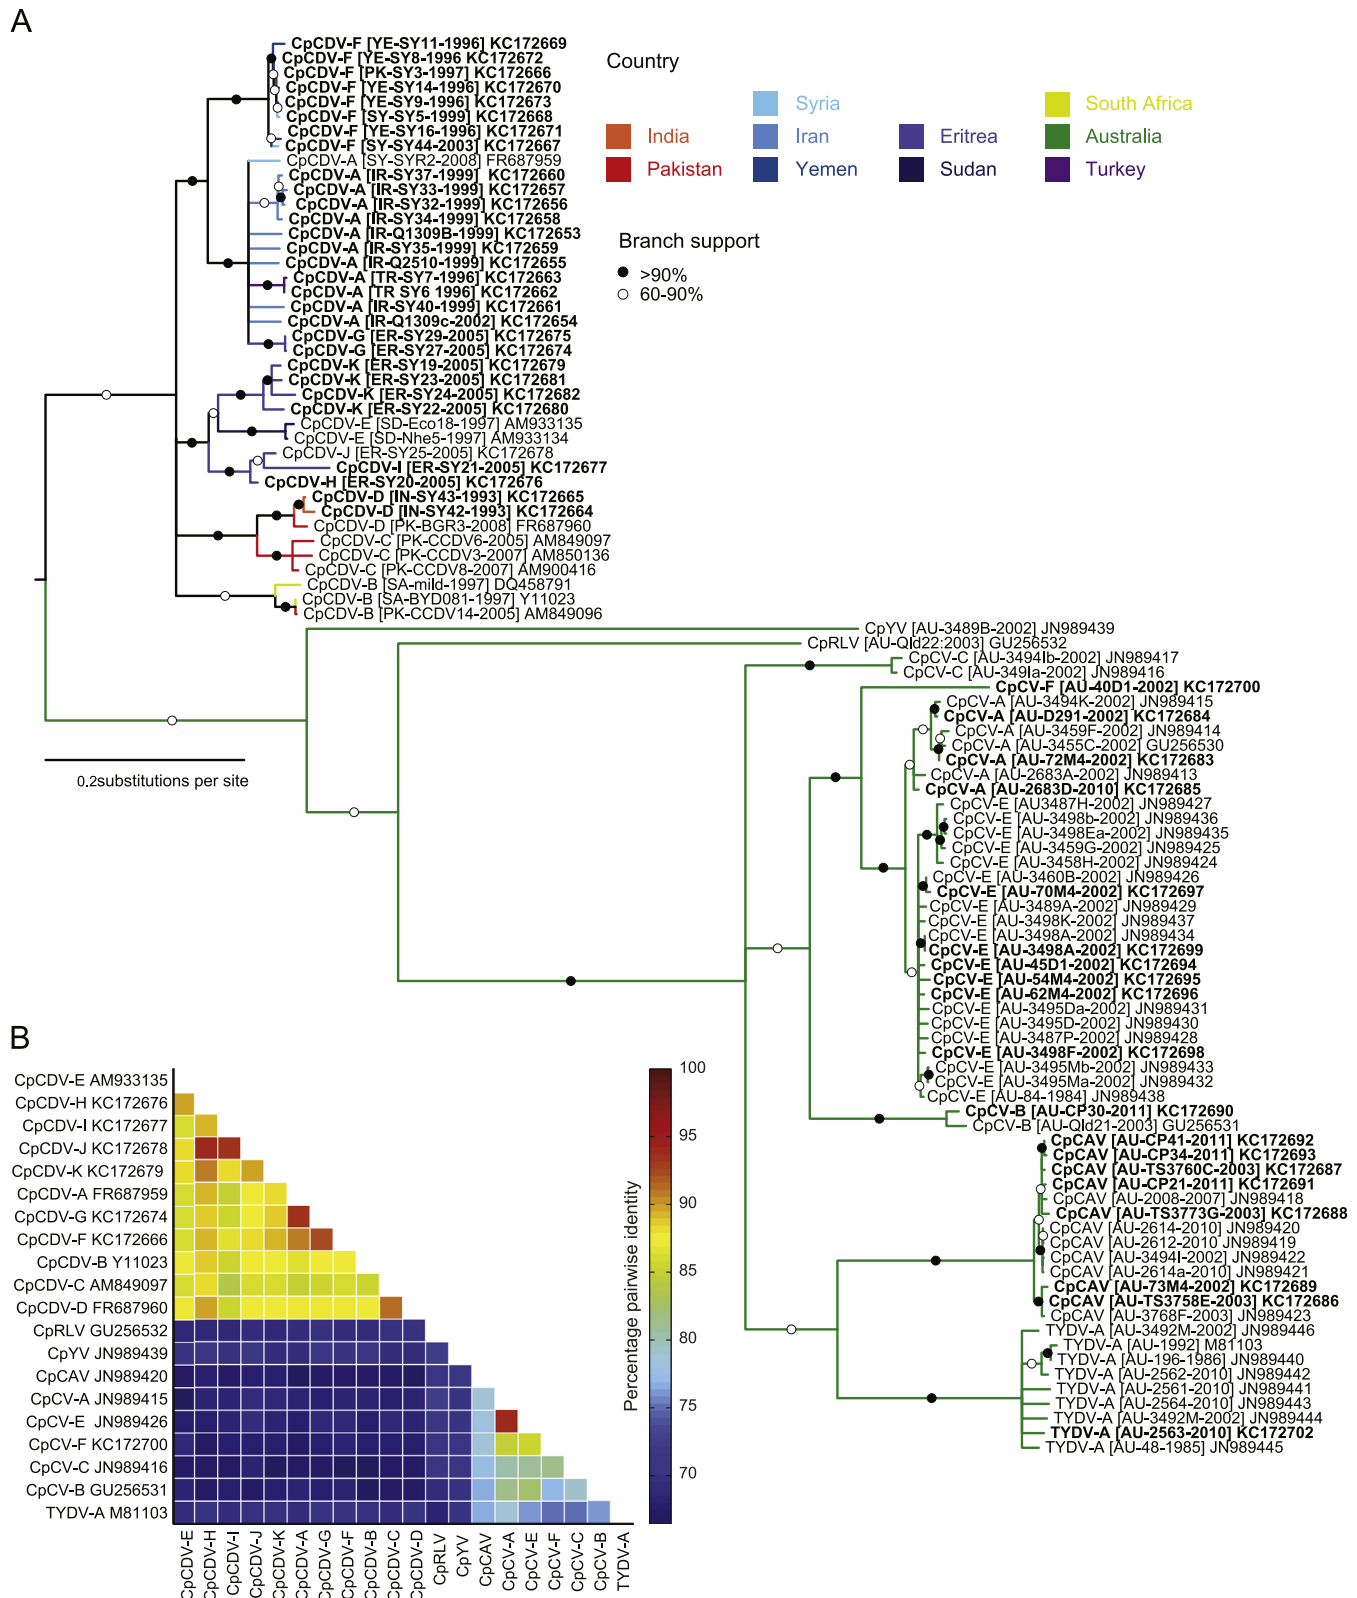 A
CpCDV-F [YE-SY11-1996] KC172669
CpCDV-F [YE-SY8-1996 KC172672
CpCDV-F [PK-SY3-1997] KC172666
CpCDV-F [YE-SY14-1996] KC172670
CpCDV-F [YE-SY9-1996] KC172673
CpCDV-F [SY-SY5-1999] KC172668
CpCDV-F [YE-SY16-1996] KC172671
CpCDV-F [SY-SY44-2003] KC172667
CpCDV-A [SY-SYR2-2008] FR687959
CpCDV-A [IR-SY37-1999] KC172660
CpCDV-A [IR-SY33-1999] KC172657
CpCDV-A [IR-SY32-1999] KC172656
CpCDV-A [IR-SY34-1999] KC172658
CpCDV-A [IR-Q1309B-1999] KC172653
CpCDV-A [IR-SY35-1999] KC172659
CpCDV-A [IR-Q2510-1999] KC172655
CpCDV-A [TR-SY7-1996] KC172663
CpCDV-A [TR SY6 1996] KC172662
CpCDV-A [IR-SY40-1999] KC172661
CpCDV-A [IR-Q1309c-2002] KC172654
CpCDV-G [ER-SY29-2005] KC172675
CpCDV-G [ER-SY27-2005] KC172674
CpCDV-K [ER-SY19-2005] KC172679
CpCDV-K [ER-SY23-2005] KC172681
CpCDV-K [ER-SY24-2005] KC172682
CpCDV-K [ER-SY22-2005] KC172680
CpCDV-E [SD-Eco18-1997] AM933135
CpCDV-E [SD-Nhe5-1997] AM933134
CpCDV-J [ER-SY25-2005] KC172678
CpCDV-I [ER-SY21-2005] KC172677
CpCDV-H [ER-SY20-2005] KC172676
CpCDV-D [IN-SY43-1993] KC172665
CpCDV-D [IN-SY42-1993] KC172664
CpCDV-D [PK-BGR3-2008] FR687960
CpCDV-C [PK-CCDV6-2005] AM849097
CpCDV-C [PK-CCDV3-2007] AM850136
CpCDV-C [PK-CCDV8-2007] AM900416
CpCDV-B [SA-mild-1997] DQ458791
CpCDV-B [SA-BYD081-1997] Y11023
CpCDV-B [PK-CCDV14-2005] AM849096
Country
Syria South Africa
India Iran Eritrea Australia
Pakistan Yemen Sudan Turkey
Branch support
>90%
60-90%
CpYV [AU-3489B-2002] JN989439
CpRLV [AU-Qld22:2003] GU256532
CpCV-C [AU-3494Ib-2002] JN989417
CpCV-C [AU-349Ia-2002] JN989416
CpCV-F [AU-40D1-2002] KC172700
CpCV-A [AU-3494K-2002] JN989415
CpCV-A [AU-D291-2002] KC172684
CpCV-A [AU-3459F-2002] JN989414
CpCV-A [AU-3455C-2002] GU256530
CpCV-A [AU-72M4-2002] KC172683
CpCV-A [AU-2683A-2002] JN989413
CpCV-A [AU-2683D-2010] KC172685
CpCV-E [AU3487H-2002] JN989427
CpCV-E [AU-3498b-2002] JN989436
CpCV-E [AU-3498Ea-2002] JN989435
CpCV-E [AU-3459G-2002] JN989425
CpCV-E [AU-3458H-2002] JN989424
CpCV-E [AU-3460B-2002] JN989426
CpCV-E [AU-70M4-2002] KC172697
CpCV-E [AU-3489A-2002] JN989429
CpCV-E [AU-3498K-2002] JN989437
CpCV-E [AU-3498A-2002] JN989434
CpCV-E [AU-3498A-2002] KC172699
CpCV-E [AU-45D1-2002] KC172694
CpCV-E [AU-54M4-2002] KC172695
CpCV-E [AU-62M4-2002] KC172696
CpCV-E [AU-3495Da-2002] JN989431
CpCV-E [AU-3495D-2002] JN989430
CpCV-E [AU-3487P-2002] JN989428
CpCV-E [AU-3498F-2002] KC172698
CpCV-E [AU-3495Mb-2002] JN989433
CpCV-E [AU-3495Ma-2002] JN989432
CpCV-E [AU-84-1984] JN989438
CpCV-B [AU-CP30-2011] KC172690
CpCV-B [AU-Qld21-2003] GU256531
CpCAV [AU-CP41-2011] KC172692
CpCAV [AU-CP34-2011] KC172693
CpCAV [AU-TS3760C-2003] KC172687
CpCAV [AU-CP21-2011] KC172691
CpCAV [AU-2008-2007] JN989418
CpCAV [AU-TS3773G-2003] KC172688
CpCAV [AU-2614-2010] JN989420
CpCAV [AU-2612-2010 JN989419
CpCAV [AU-3494I-2002] JN989422
CpCAV [AU-2614a-2010] JN989421
CpCAV [AU-73M4-2002] KC172689
CpCAV [AU-TS3758E-2003] KC172686
CpCAV [AU-3768F-2003] JN989423
TYDV-A [AU-3492M-2002] JN989446
TYDV-A [AU-1992] M81103
TYDV-A [AU-196-1986] JN989440
TYDV-A [AU-2562-2010] JN989442
TYDV-A [AU-2561-2010] JN989441
TYDV-A [AU-2564-2010] JN989443
TYDV-A [AU-3492M-2002] JN989444
TYDV-A [AU-2563-2010] KC172702
TYDV-A [AU-48-1985] JN989445
0.2substitutions per site
B
CpCDV-E AM933135
CpCDV-H KC172676
CpCDV-I KC172677
CpCDV-J KC172678
CpCDV-K KC172679
CpCDV-A FR687959
CpCDV-G KC172674
CpCDV-F KC172666
CpCDV-B Y11023
CpCDV-C AM849097
CpCDV-D FR687960
CpRLV GU256532
CpYV JN989439
CpCAV JN989420
CpCV-A JN989415
CpCV-E JN989426
CpCV-F KC172700
CpCV-C JN989416
CpCV-B GU256531
TYDV-A M81103
CpCDV-E
CpCDV-H
CpCDV-I
CpCDV-J
CpCDV-K
CpCDV-A
CpCDV-G
CpCDV-F
CpCDV-B
CpCDV-C
CpCDV-D
CpRLV
CpYV
CpCAV
CpCV-A
CpCV-E
CpCV-F
CpCV-C
CpCV-B
TYDV-A
Percentage pairwise identity
100
95
90
85
80
75
70